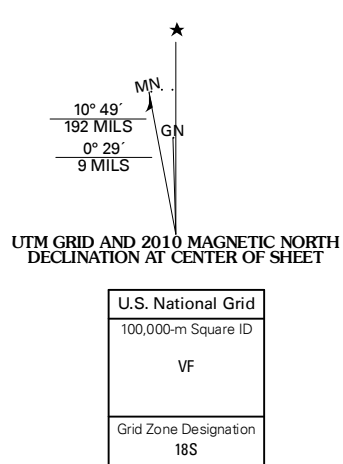 MN
10° 49´
192 MILS
GN
0° 29´
9 MILS
UTM GRID AND 2010 MAGNETIC NORTH
DECLINATION AT CENTER OF SHEET
U.S. National Grid
100,000-m Square ID
VF
Grid Zone Designation
18S